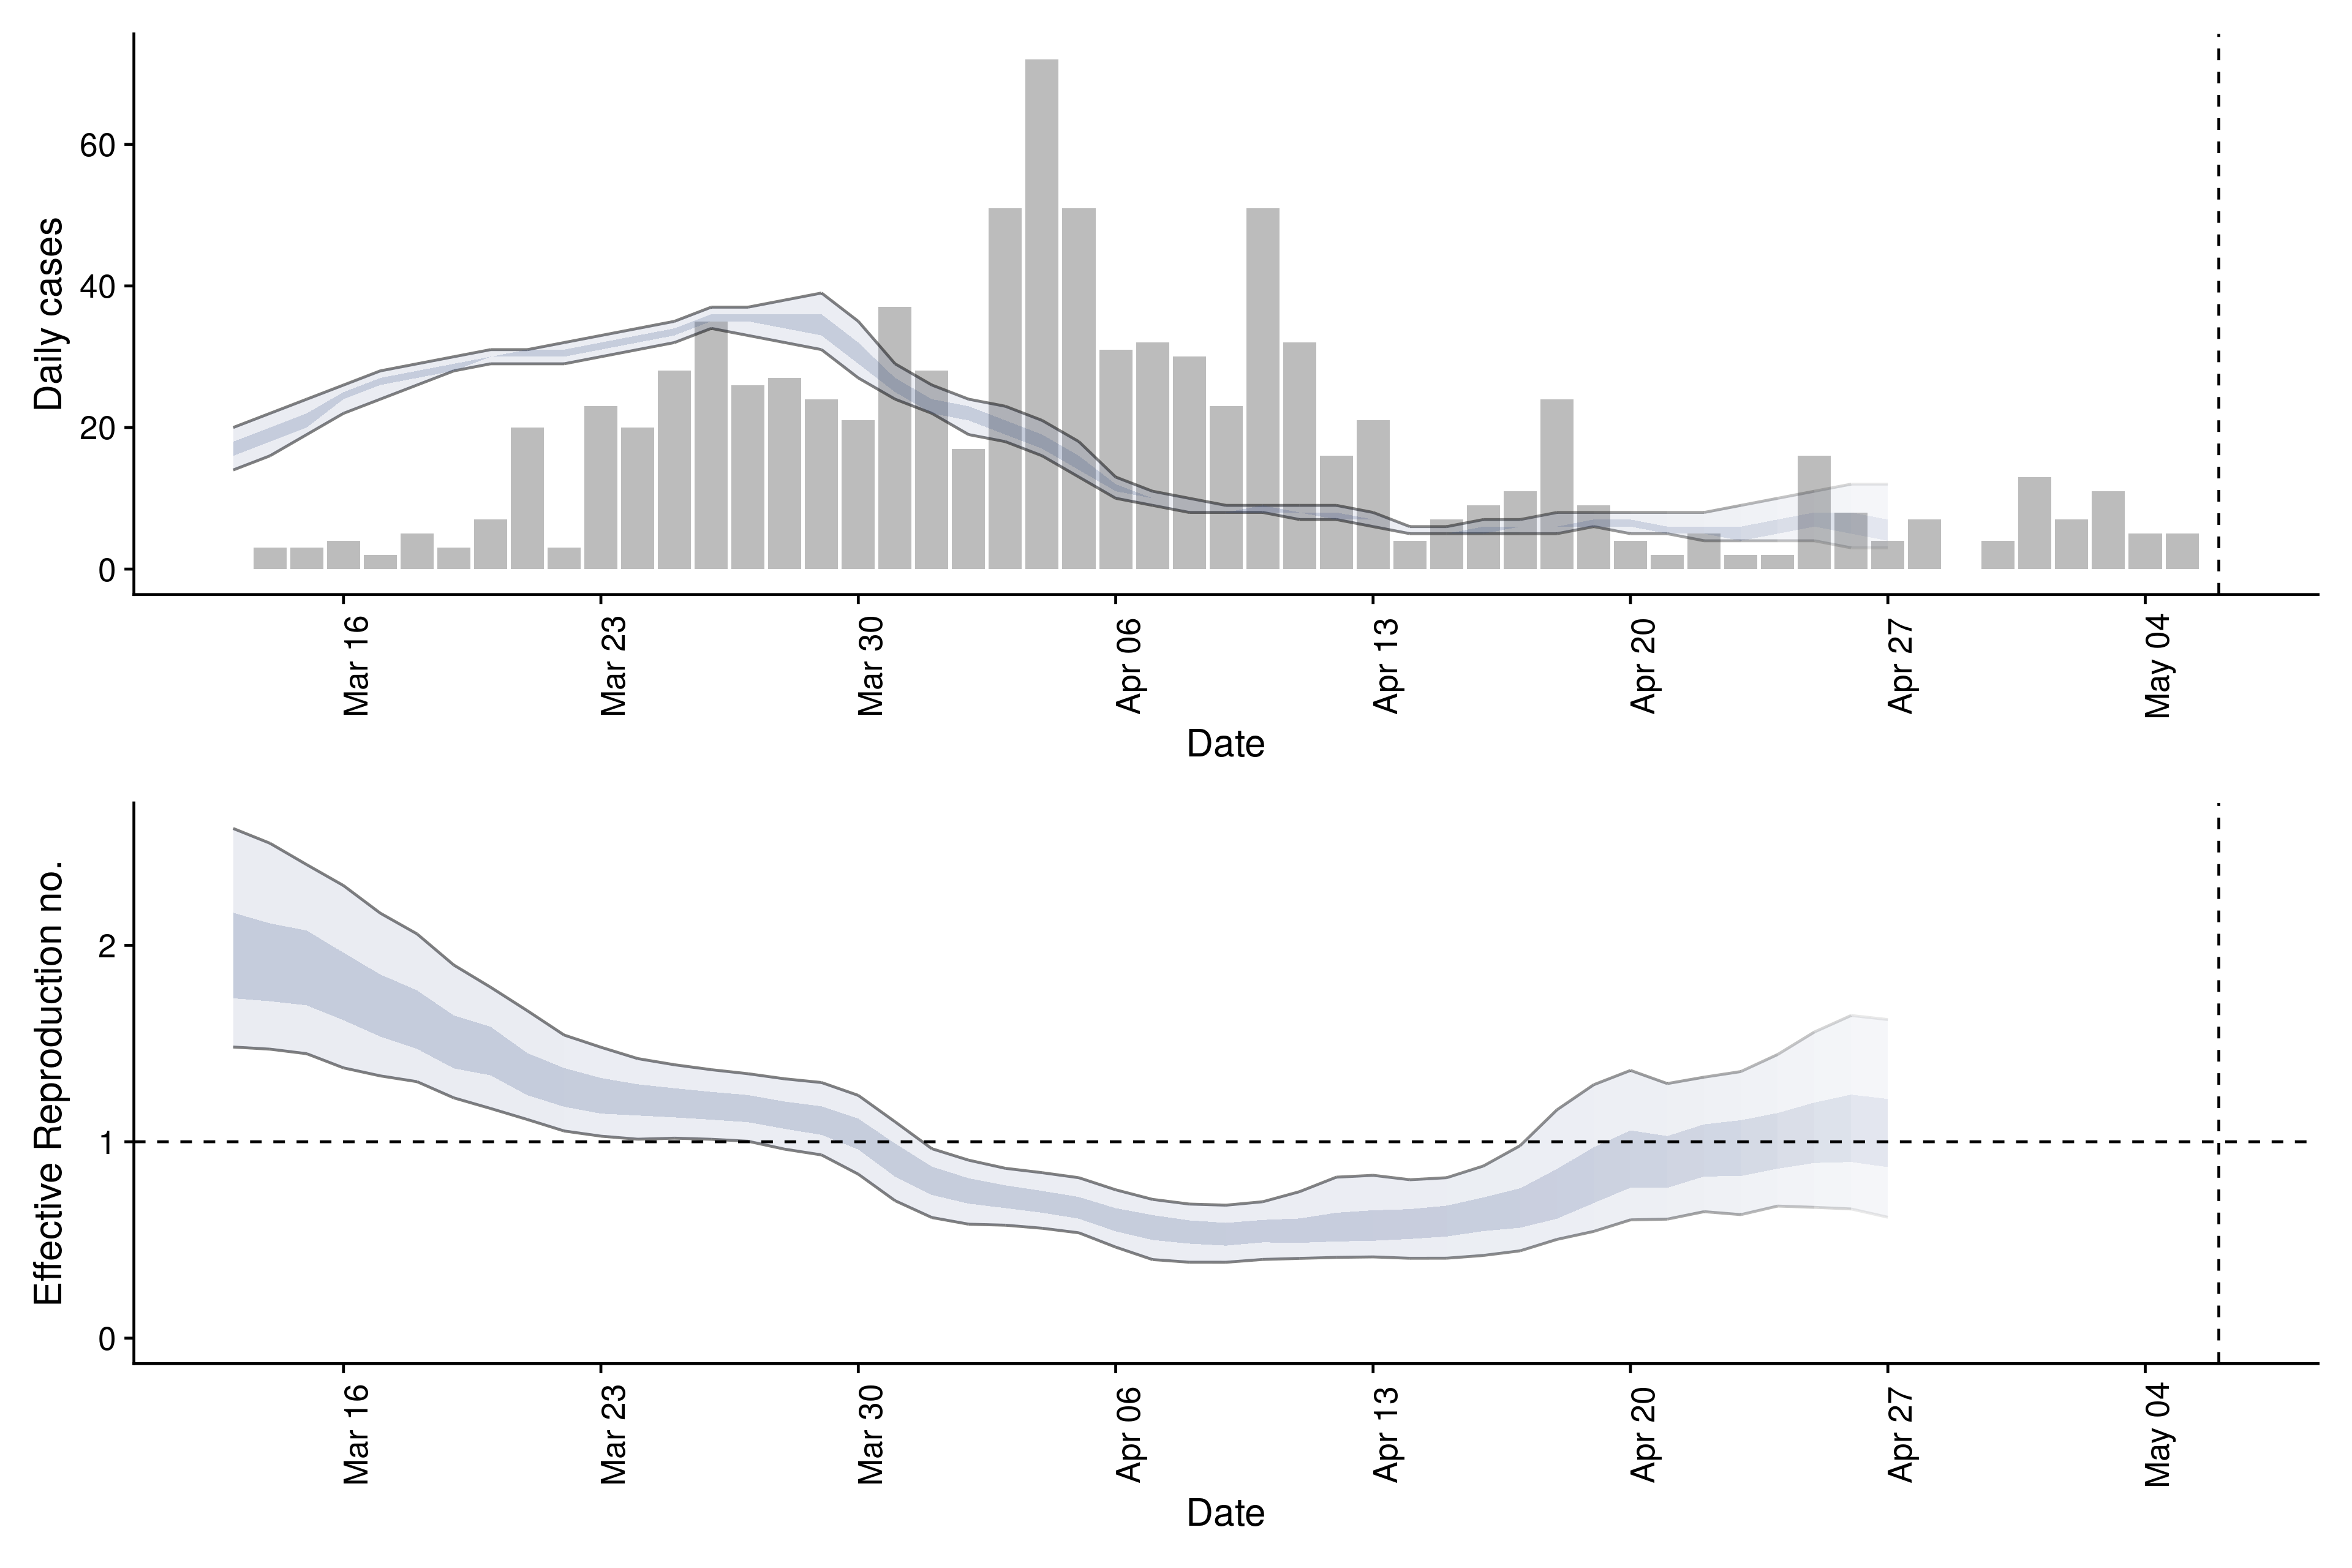 Daily cases
60
40
20
0
Mar 16
Mar 23
Mar 30
Apr 06
Apr 13
Apr 20
Apr 27
May 04
Date
Effective Reproduction no.
2
1
0
Mar 16
Mar 23
Mar 30
Apr 06
Apr 13
Apr 20
Apr 27
May 04
Date